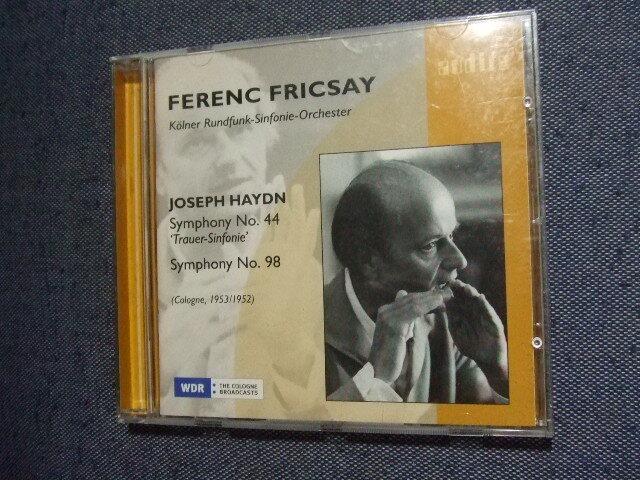 audite
FERENC FRICSAY
Kölner Rundfunk-Sinfonie-Orchester
JOSEPH HAYDN
Symphony No. 44
'Trauer-Sinfonie'
Symphony No. 98
(Cologne, 1953/1952)
WDR THE COLOGNE
BROADCASTS